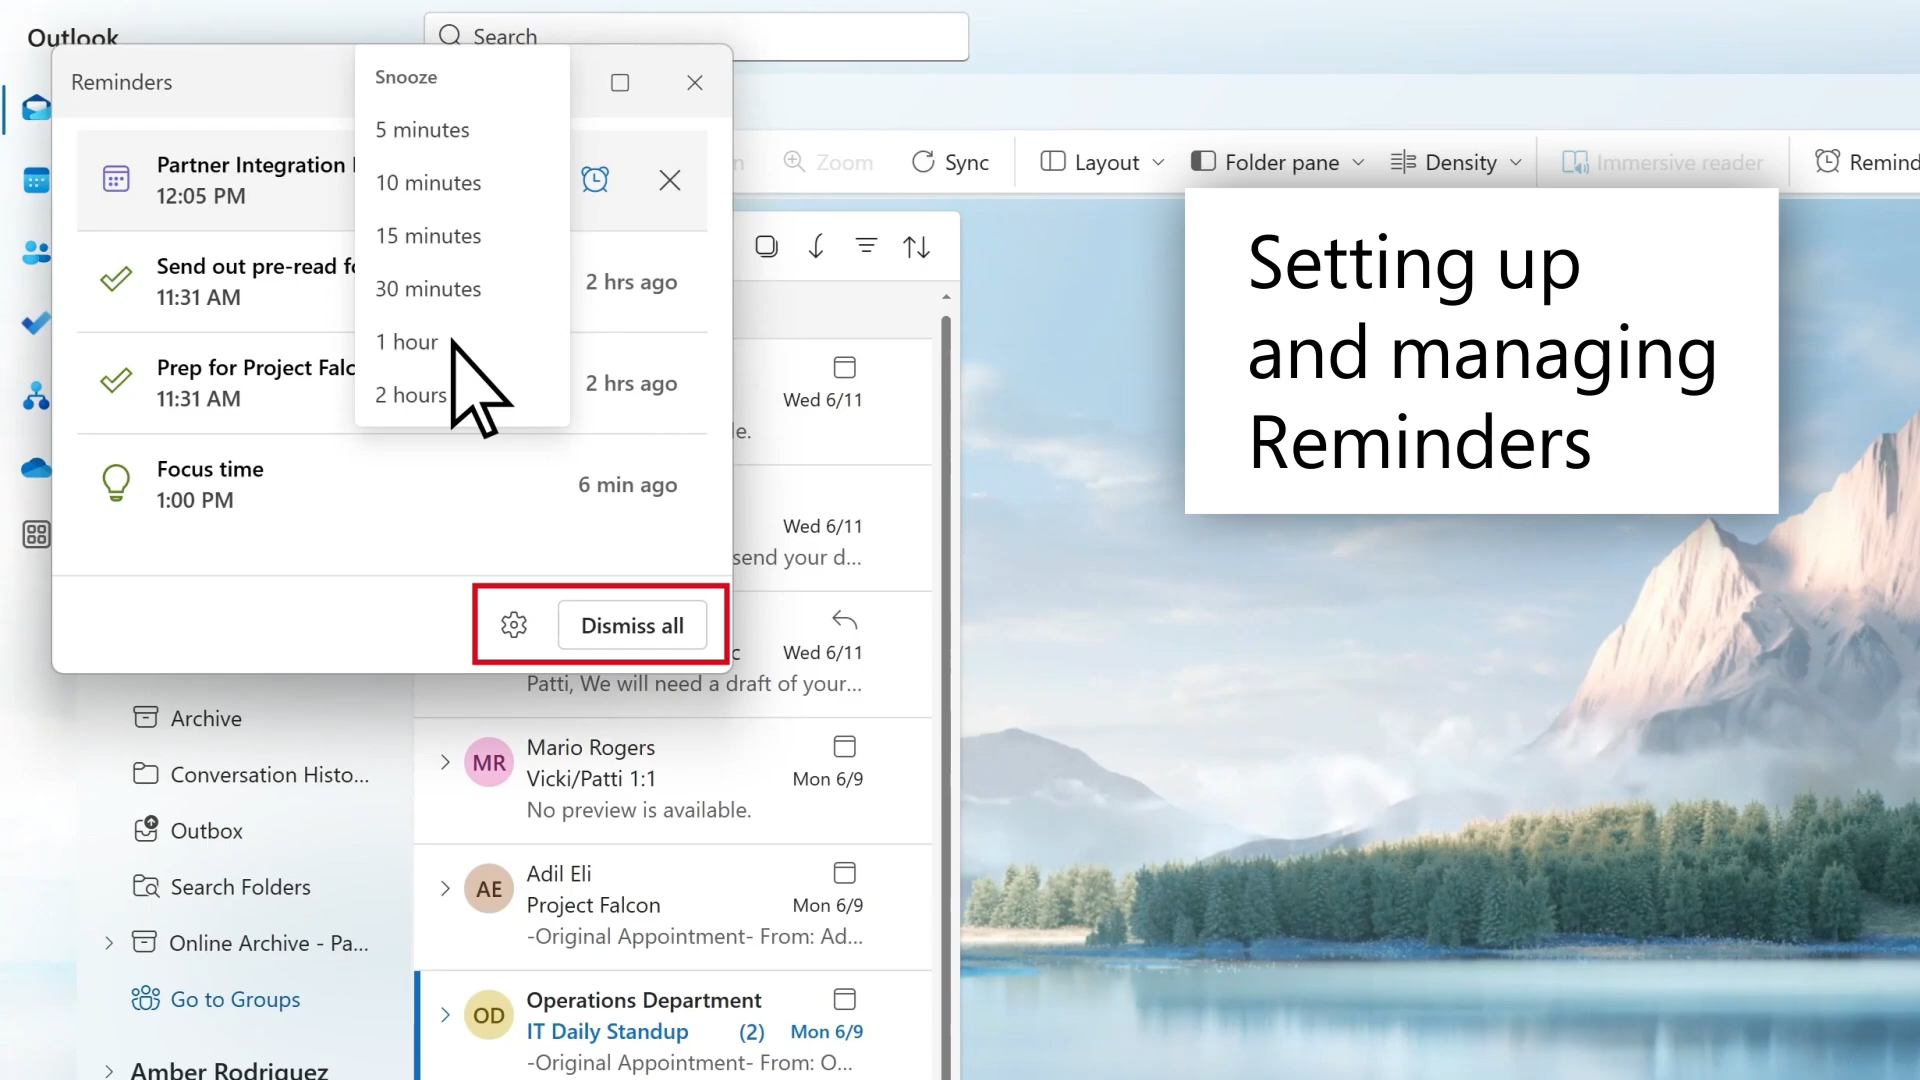 Outlook
Search
Reminders
Snooze
5 minutes
10 minutes
15 minutes
30 minutes
1 hour
2 hours
Partner Integration
12:05 PM
Send out pre-read
11:31 AM
2 hrs ago
Prep for Project
11:31 AM
2 hrs ago
Focus time
1:00 PM
6 min ago
Dismiss all
Zoom
Sync
Layout
Folder pane
Density
Immersive reader
Setting up
and managing
Reminders
Wed 6/11
Wed 6/11
send your d...
Wed 6/11
Patti, We will need a draft of your...
MR
Mario Rogers
Vicki/Patti 1:1
Mon 6/9
No preview is available.
AE
Adil Eli
Project Falcon
Mon 6/9
-Original Appointment- From: Ad...
OD
Operations Department
IT Daily Standup (2) Mon 6/9
-Original Appointment- From: O...
Archive
Conversation Histo...
Outbox
Search Folders
Online Archive - Pa...
Go to Groups
Amber Rodriguez